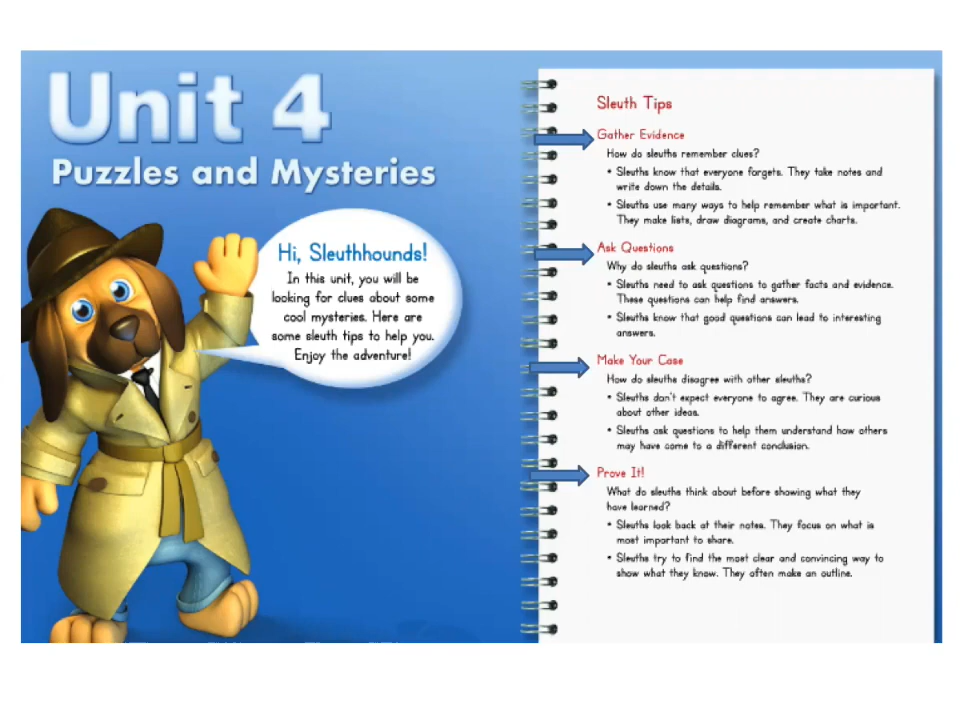 Unit 4
Puzzles and Mysteries
Hi, Sleuthhounds!
In this unit, you will be
looking for clues about some
cool mysteries. Here are
some sleuth tips to help you.
Enjoy the adventure!
Sleuth Tips
Gather Evidence
How do sleuths remember clues?
• Sleuths know that everyone forgets. They take notes and
write down the details.
• Sleuths use many ways to help remember what is important.
They make lists, draw diagrams, and create charts.
Ask Questions
Why do sleuths ask questions?
• Sleuths need to ask questions to gather facts and evidence.
These questions can help find answers.
• Sleuths know that good questions can lead to interesting
answers.
Make Your Case
How do sleuths disagree with other sleuths?
• Sleuths don't expect everyone to agree. They are curious
about other ideas.
• Sleuths ask questions to help them understand how others
may have come to a different conclusion.
Prove It!
What do sleuths think about before showing what they
have learned?
• Sleuths look back at their notes. They focus on what is
most important to share.
• Sleuths try to find the most clear and convincing way to
show what they know. They often make an outline.